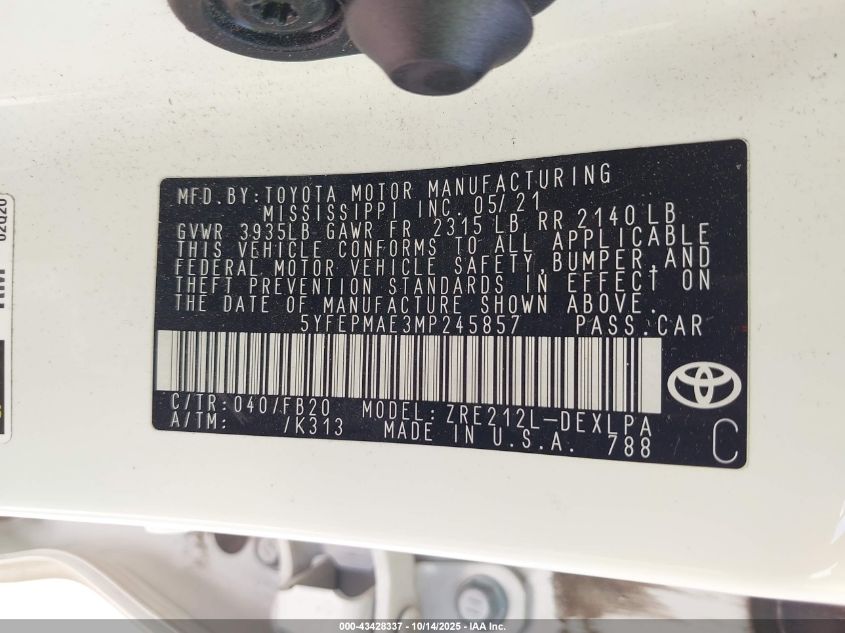 MFD. BY: TOYOTA MOTOR MANUFACTURING
MISSISSIPPI INC. 05/21
GVWR 3935LB GAWR FR 2315 LB RR 2140 LB
THIS VEHICLE CONFORMS TO ALL APPLICABLE
FEDERAL MOTOR VEHICLE SAFETY, BUMPER, AND
THEFT PREVENTION STANDARDS IN EFFECT ON
THE DATE OF MANUFACTURE SHOWN ABOVE.
5YFEPMAE3MP245857 PASS. CAR
C/TR: 040/FB20 MODEL: ZRE212L-DEXLPA
A/TM: /K313 MADE IN U.S.A. 788
C
02Q20
000-43428337 - 10/14/2025 - IAA Inc.